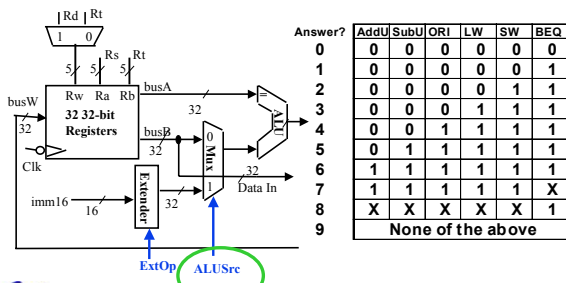 Rd Rt
1 0
Rs Rt
5 5 5
busW
32
Rw Ra Rb
32 32-bit
Registers
Clk
busA
32
busB
32
0
Mux
1
=
ALU
32
Data In
imm16
16
Extender
32
ExtOp
ALUSrc
Answer? AddU SubU ORI LW SW BEQ
0 0 0 0 0 0 0
1 0 0 0 0 0 1
2 0 0 0 0 1 1
3 0 0 0 1 1 1
4 0 0 1 1 1 1
5 0 1 1 1 1 1
6 1 1 1 1 1 1
7 1 1 1 1 1 X
8 X X X X X 1
9 None of the above